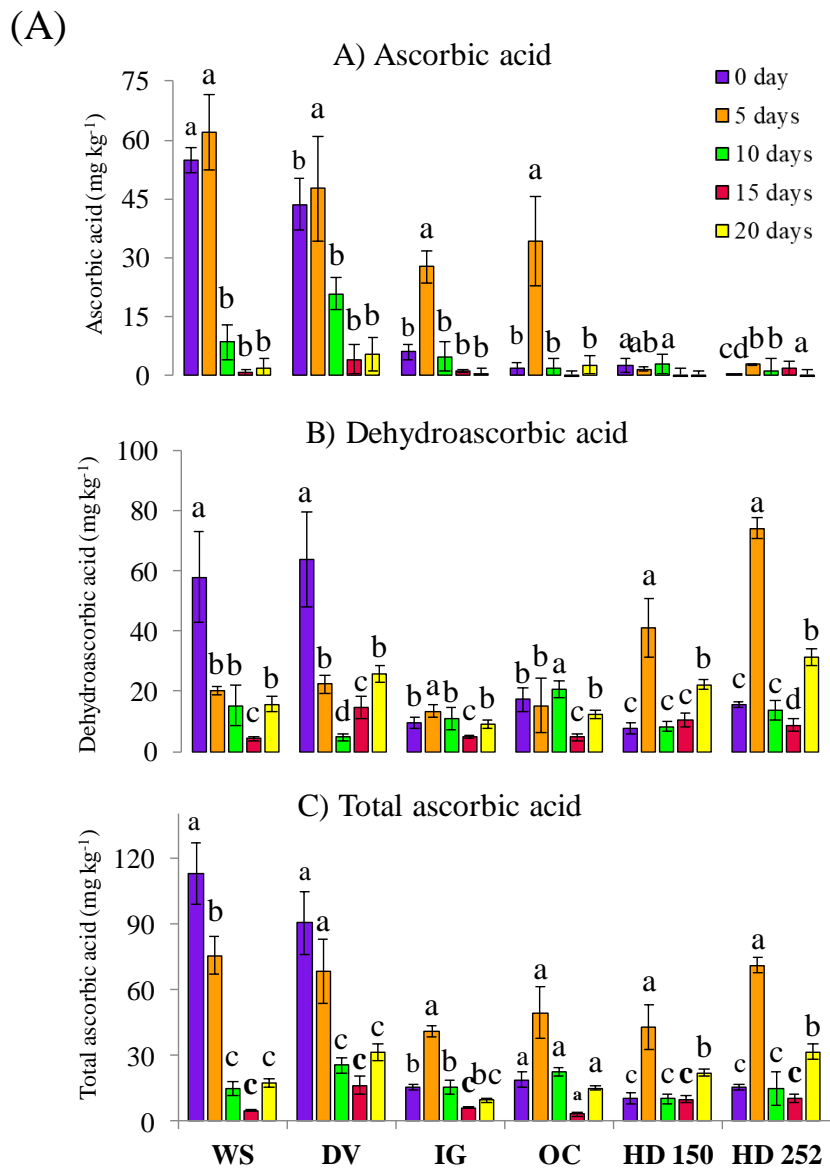 (A)
A) Ascorbic acid
Ascorbic acid (mg kg-1)
75
60
45
30
15
0
0 day
5 days
10 days
15 days
20 days
a a b b b
b a b b b
b a b b b
b a b b
a ab a
cd b b a
B) Dehydroascorbic acid
Dehydroascorbic acid (mg kg-1)
100
80
60
40
20
0
a b b c b
a b d c b
b a b c b
b b a c b
c a c c b
c a c d b
C) Total ascorbic acid
Total ascorbic acid (mg kg-1)
120
90
60
30
0
a b c c c
a a c c c
b a b c bc
a a a a a
c a c c b
c a c c b
WS DV IG OC HD 150 HD 252